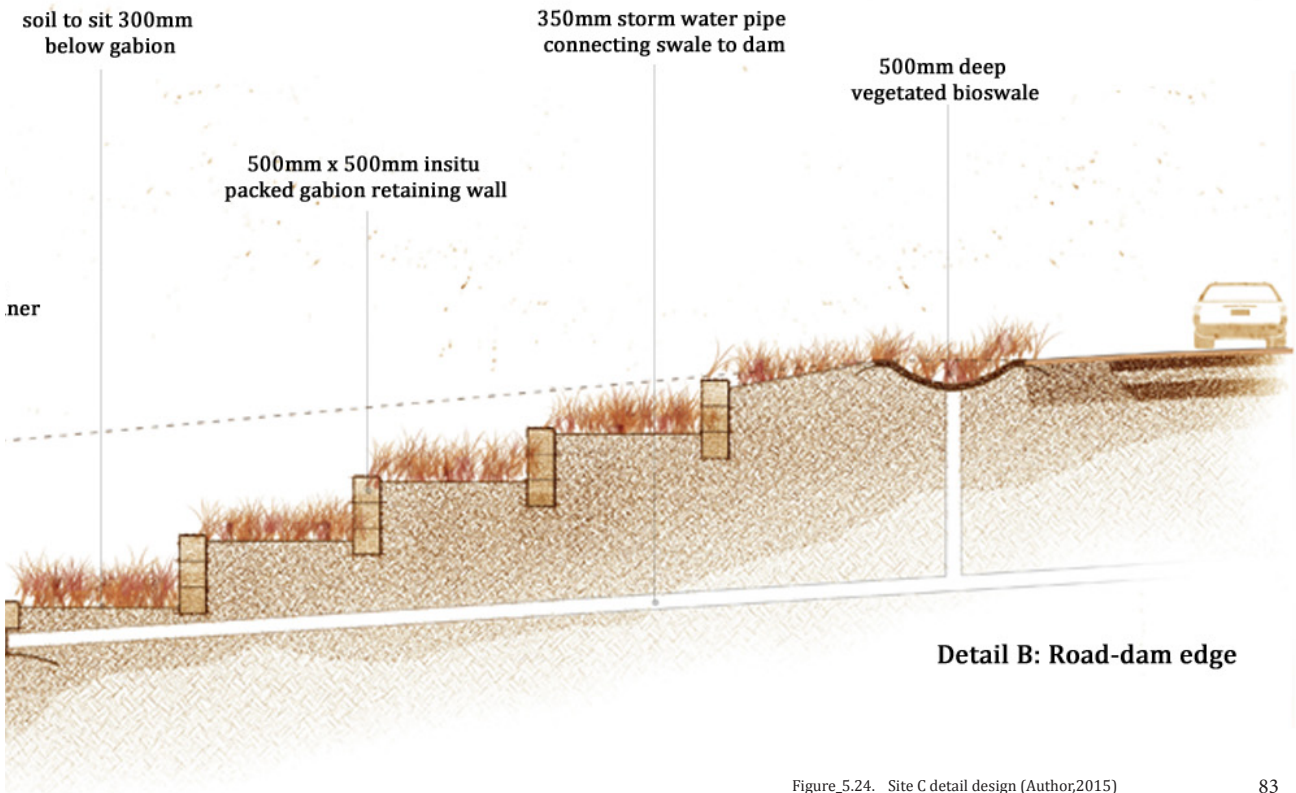 soil to sit 300mm
below gabion
350mm storm water pipe
connecting swale to dam
500mm deep
vegetated bioswale
500mm x 500mm insitu
packed gabion retaining wall
ner
Detail B: Road-dam edge
Figure_5.24. Site C detail design (Author,2015)
83